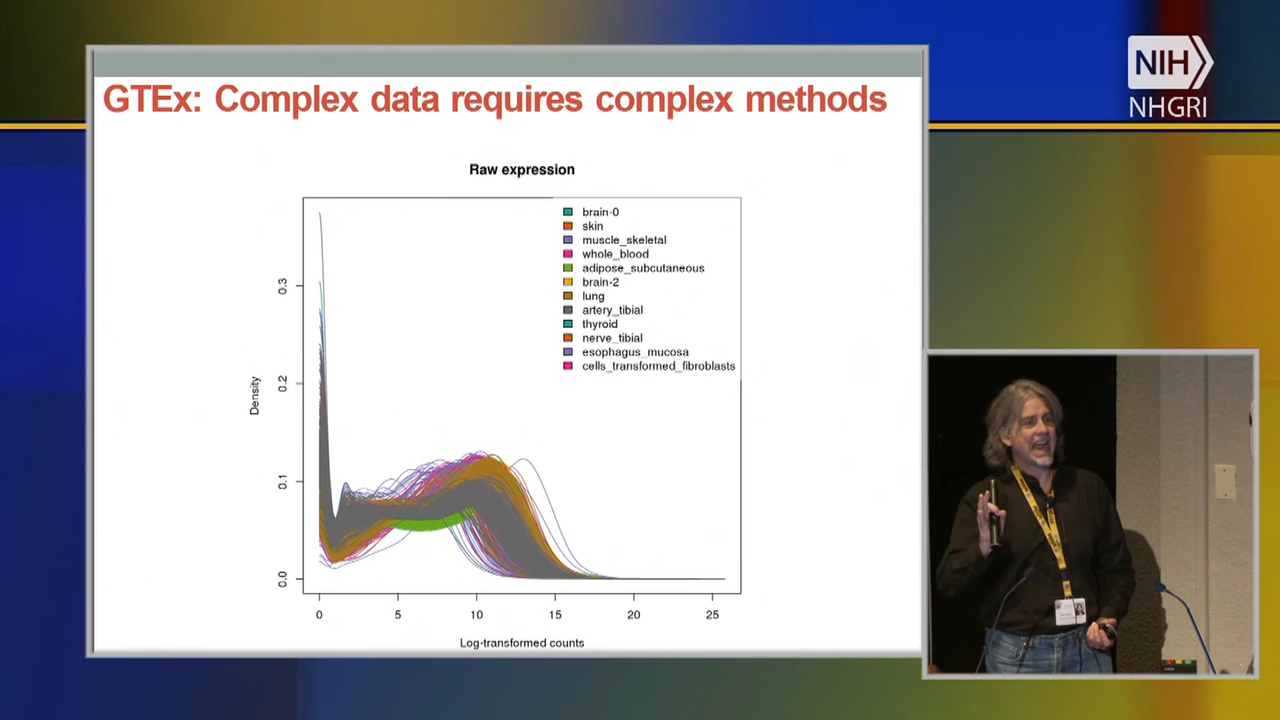 GTEx: Complex data requires complex methods
NIH
NHGRI
Raw expression
brain-0
skin
muscle_skeletal
whole_blood
adipose_subcutaneous
brain-2
lung
artery_tibial
thyroid
nerve_tibial
esophagus_mucosa
cells_transformed_fibroblasts
Density
0.3
0.2
0.1
0.0
0 5 10 15 20 25
Log-transformed counts